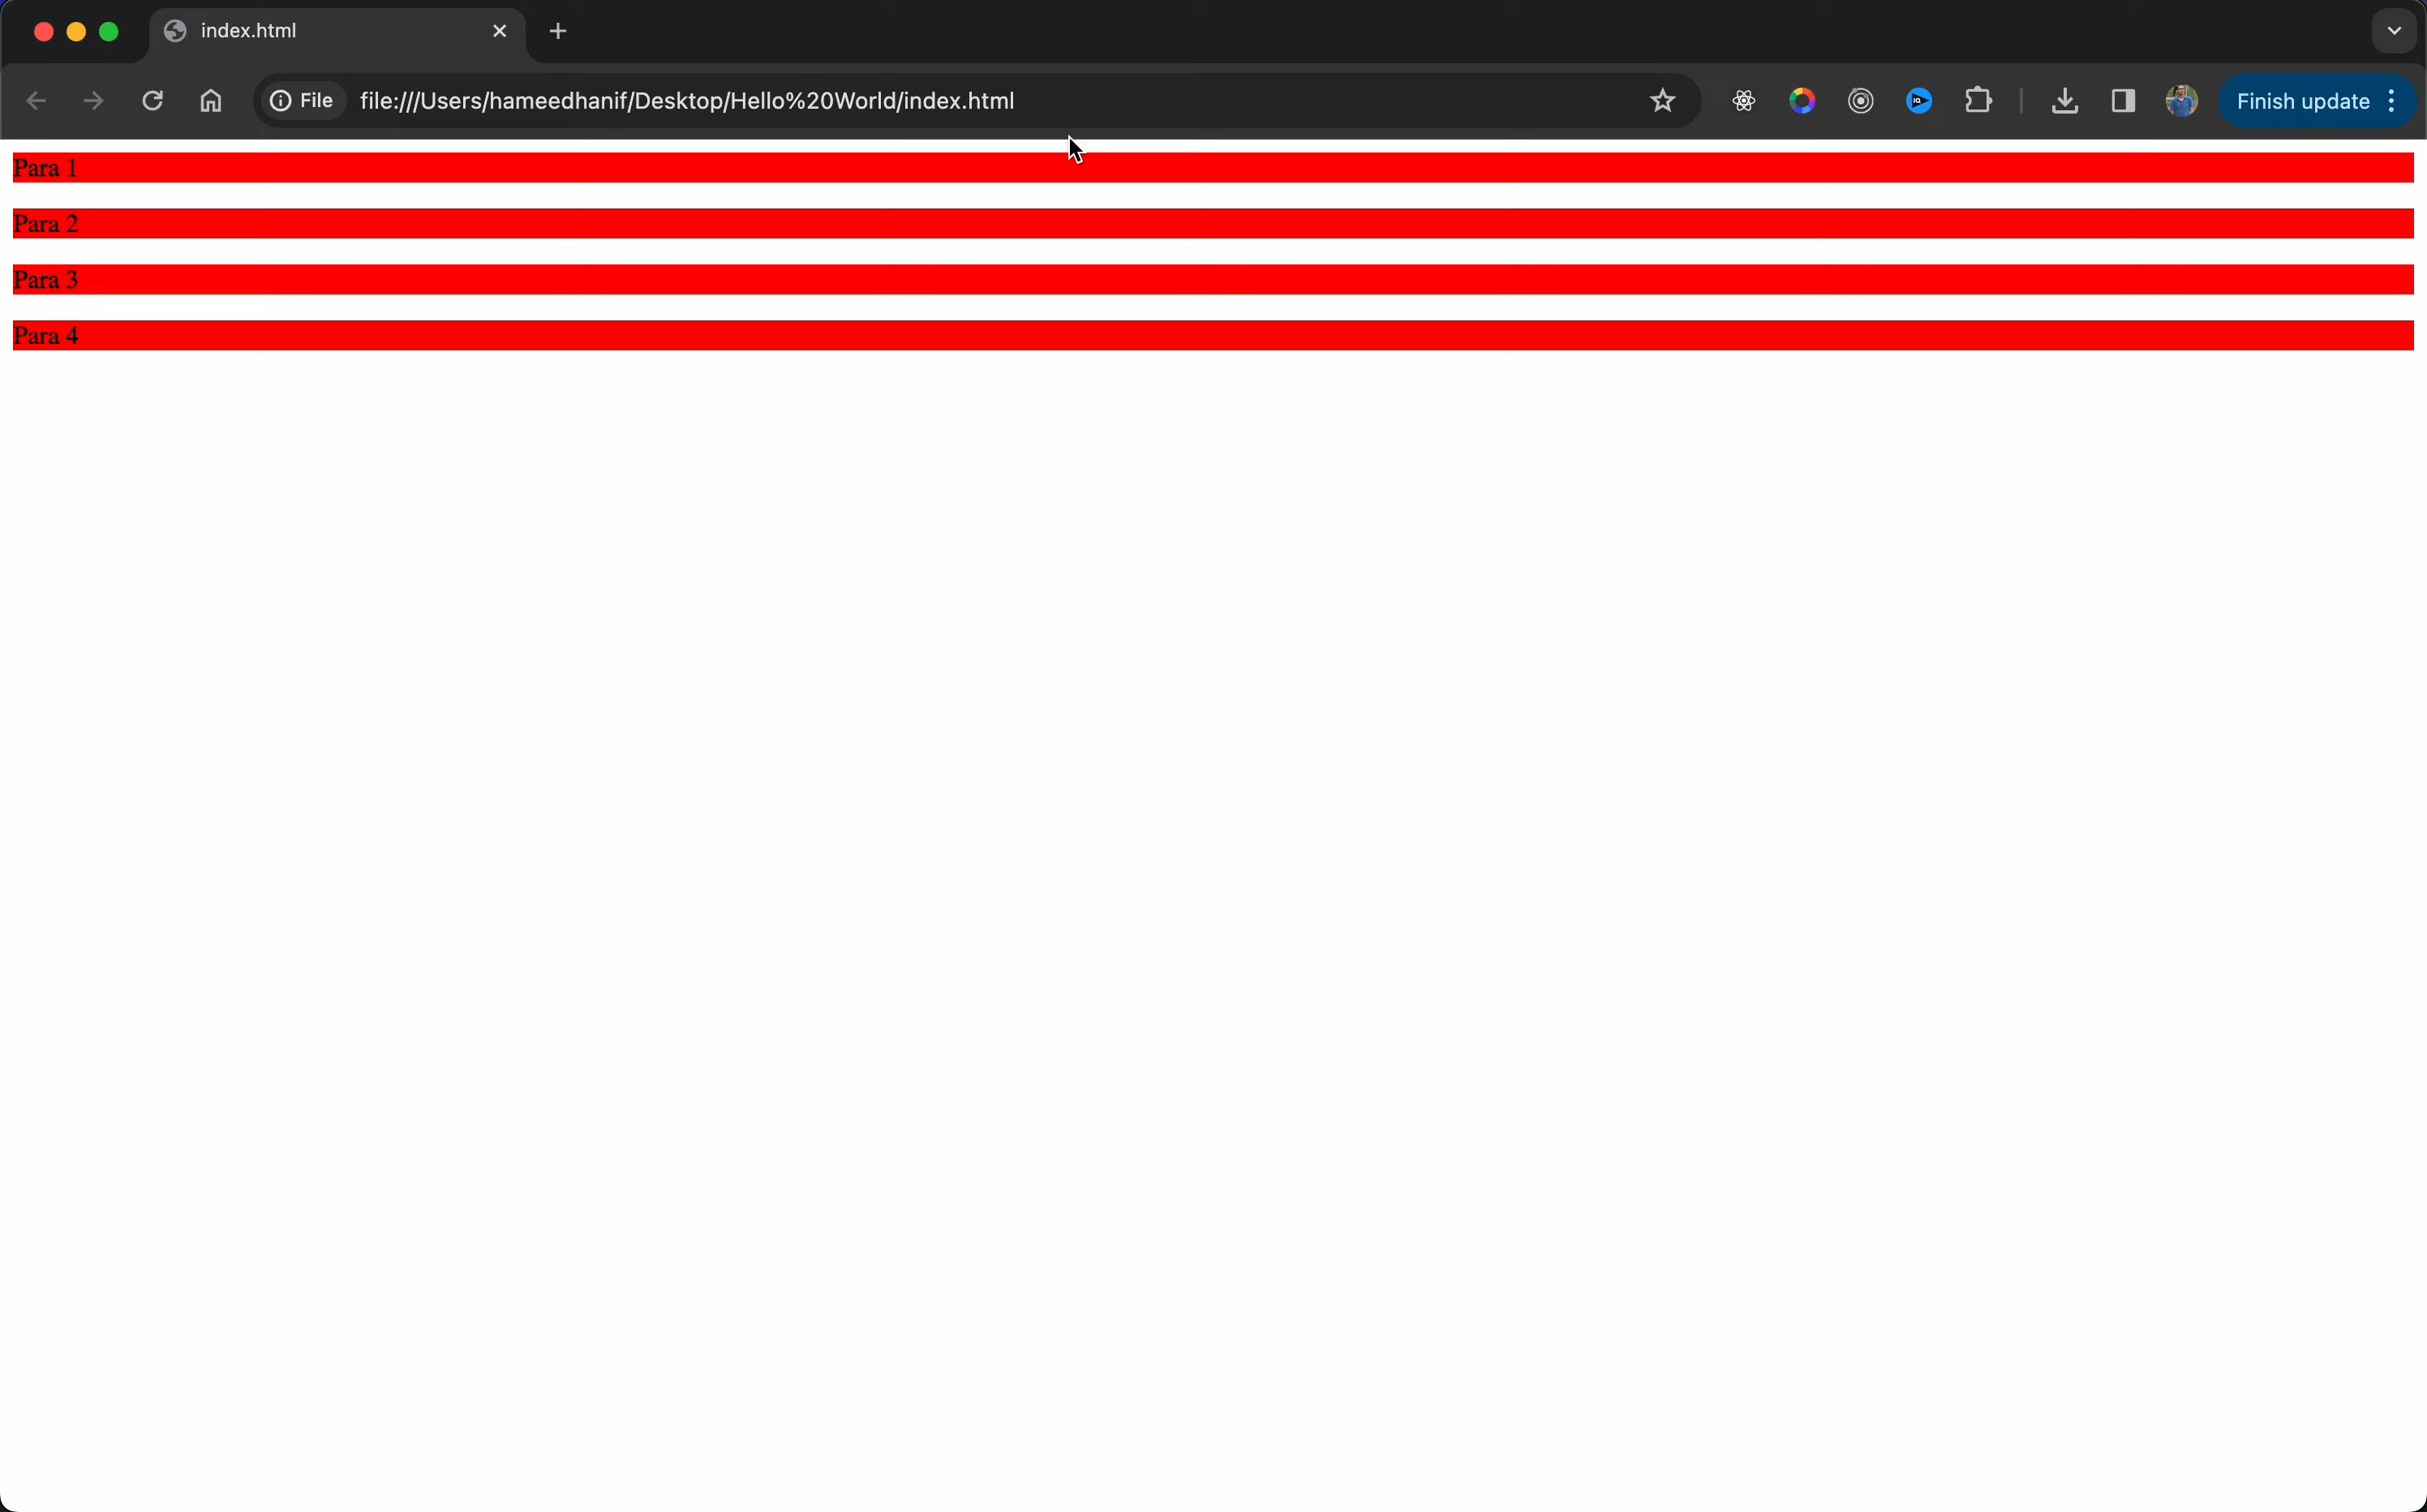 index.html
File file:///Users/hameedhanif/Desktop/Hello%20World/index.html Finish update
Para 1
Para 2
Para 3
Para 4